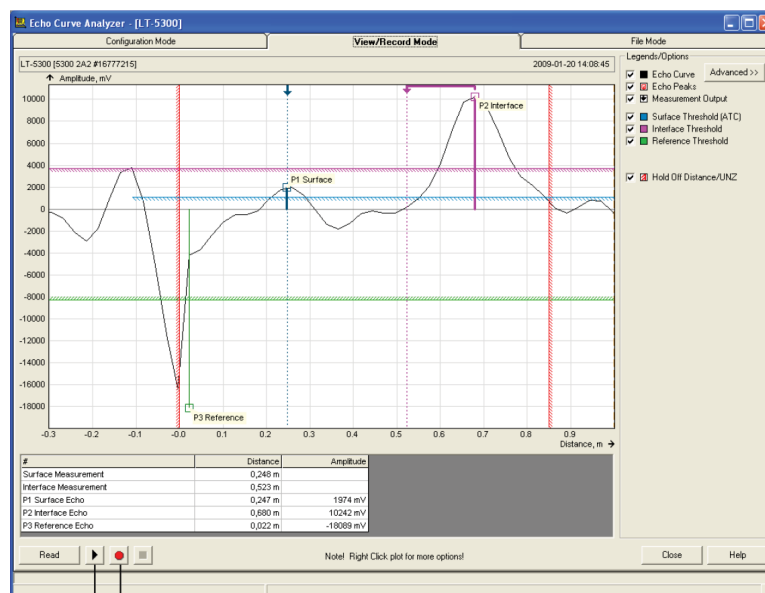 Echo Curve Analyzer - [LT-5300]
Configuration Mode
View/Record Mode
File Mode
LT-5300 [5300 2A2 #16777215]
2009-01-20 14:08:45
Amplitude, mV
10000
8000
6000
4000
2000
0
-2000
-4000
-6000
-8000
-10000
-12000
-14000
-16000
-18000
P1 Surface
P2 Interface
P3 Reference
-0.3 -0.2 -0.1 -0.0 0.1 0.2 0.3 0.4 0.5 0.6 0.7 0.8 0.9
Distance, m
Legends/Options
Advanced >>
Echo Curve
Echo Peaks
Measurement Output
Surface Threshold (ATC)
Interface Threshold
Reference Threshold
Hold Off Distance/UNZ
# Distance Amplitude
Surface Measurement 0,248 m
Interface Measurement 0,523 m
P1 Surface Echo 0,247 m 1974 mV
P2 Interface Echo 0,680 m 10242 mV
P3 Reference Echo 0,022 m -18089 mV
Read
Note! Right Click plot for more options!
Close
Help